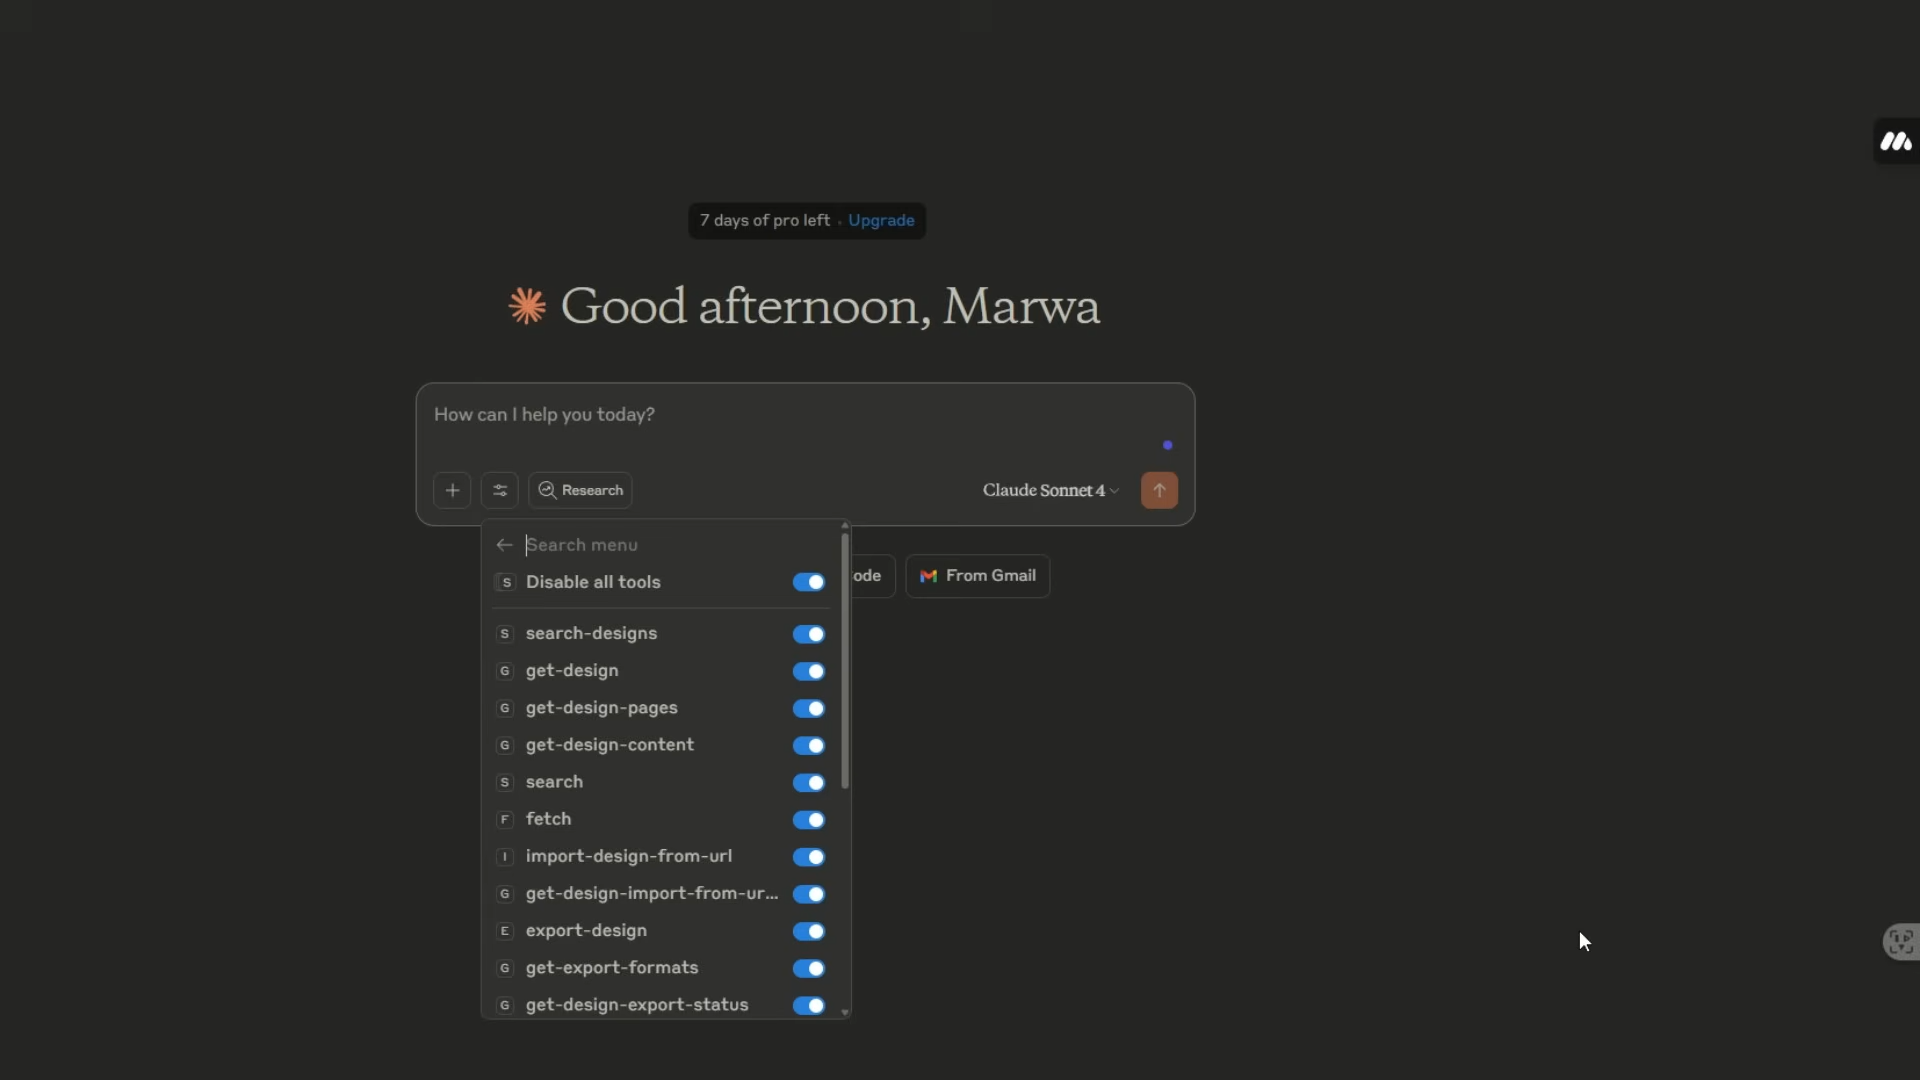 7 days of pro left · Upgrade
Good afternoon, Marwa
How can I help you today?
Research
Claude Sonnet 4
Search menu
S Disable all tools
ode
From Gmail
S search-designs
G get-design
G get-design-pages
G get-design-content
S search
F fetch
I import-design-from-url
G get-design-import-from-ur...
E export-design
G get-export-formats
G get-design-export-status